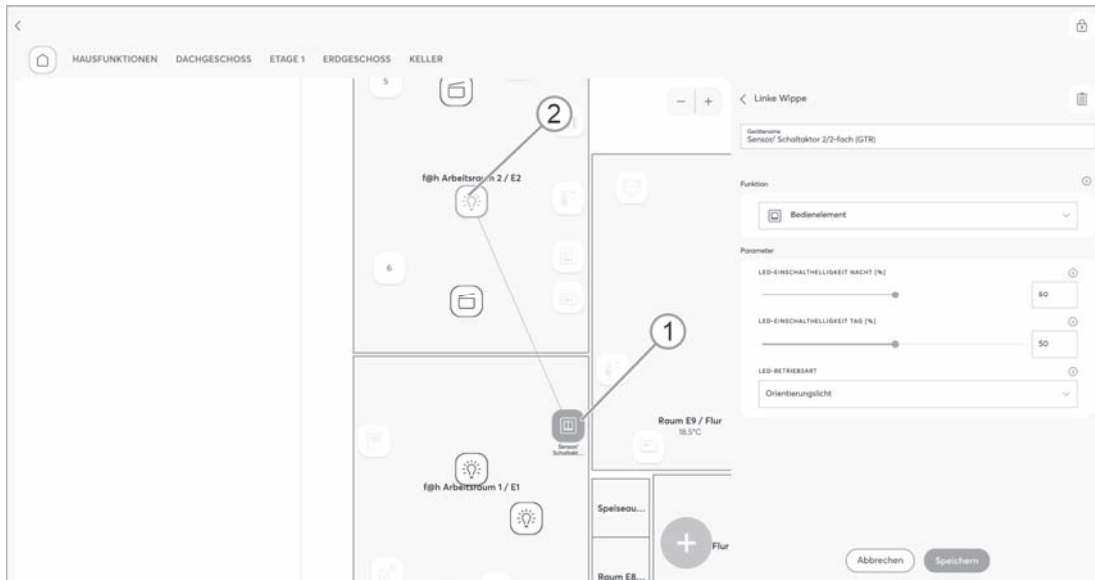 HAUSFUNKTIONEN DACHGESCHOSS ETAGE 1 ERDGESCHOSS KELLER
5
2
f@h Arbeitsraum 2 / E2
6
1
Sensor/
Schaltakt...
f@h Arbeitsraum 1 / E1
Raum E9 / Flur
18.5°C
Speiseau...
+
Flur
Raum E8...
− +
Linke Wippe
Gerätename
Sensor/ Schaltaktor 2/2-fach (GTR)
Funktion
Bedienelement
Parameter
LED-EINSCHALTHELLIGKEIT NACHT [%]
50
LED-EINSCHALTHELLIGKEIT TAG [%]
50
LED-BETRIEBSART
Orientierungslicht
Abbrechen Speichern